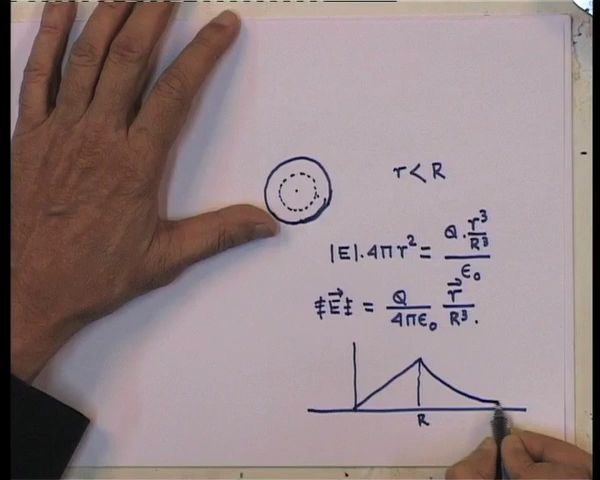 r < R
|E|. 4πr² = Q . r³/R³ / ε₀
|E⃗| = Q/4πε₀ r⃗/R³.
R